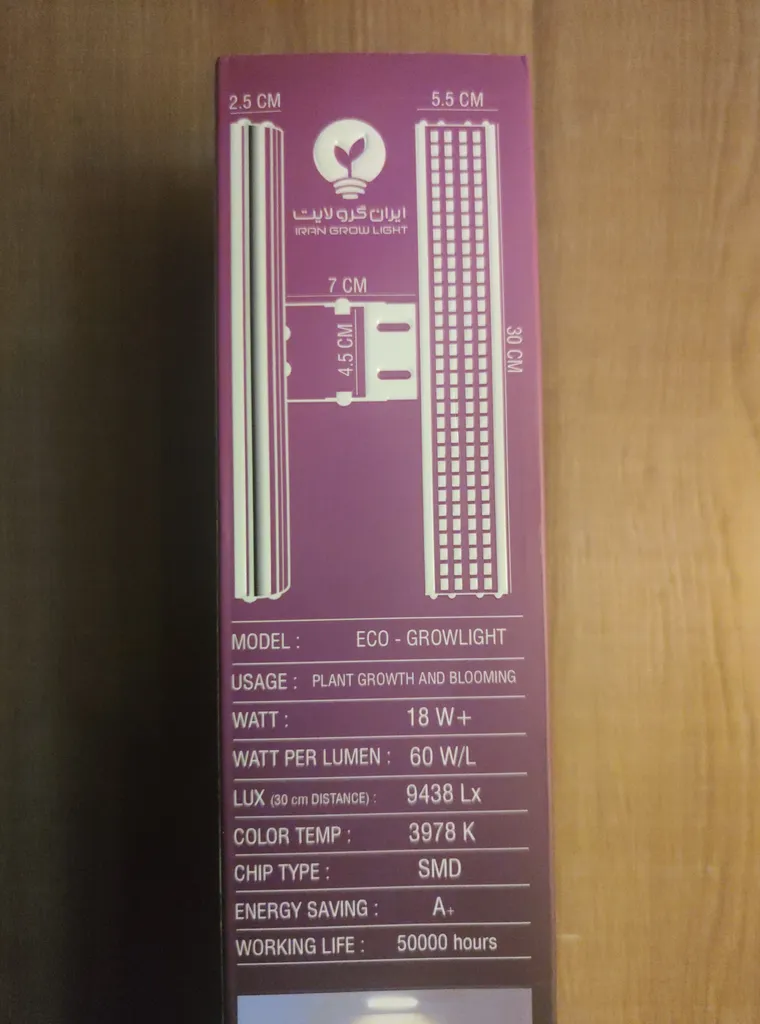 2.5 CM
5.5 CM
ایران گرو لایت
IRAN GROW LIGHT
7 CM
4.5 CM
30 CM
MODEL : ECO - GROWLIGHT
USAGE : PLANT GROWTH AND BLOOMING
WATT : 18 W+
WATT PER LUMEN : 60 W/L
LUX (30 cm DISTANCE) : 9438 Lx
COLOR TEMP : 3978 K
CHIP TYPE : SMD
ENERGY SAVING : A+
WORKING LIFE : 50000 hours